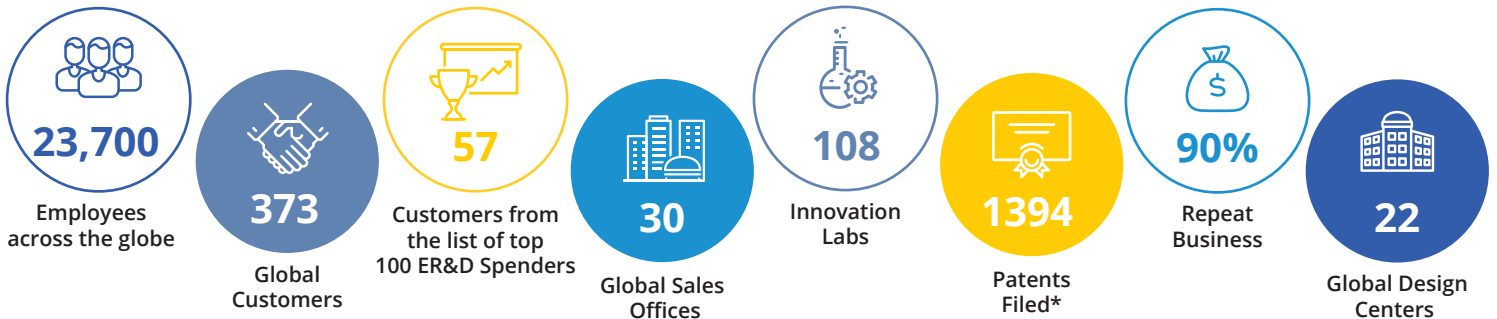 23,700
Employees
across the globe
373
Global
Customers
57
Customers from
the list of top
100 ER&D Spenders
30
Global Sales
Offices
108
Innovation
Labs
1394
Patents
Filed*
$
90%
Repeat
Business
22
Global Design
Centers